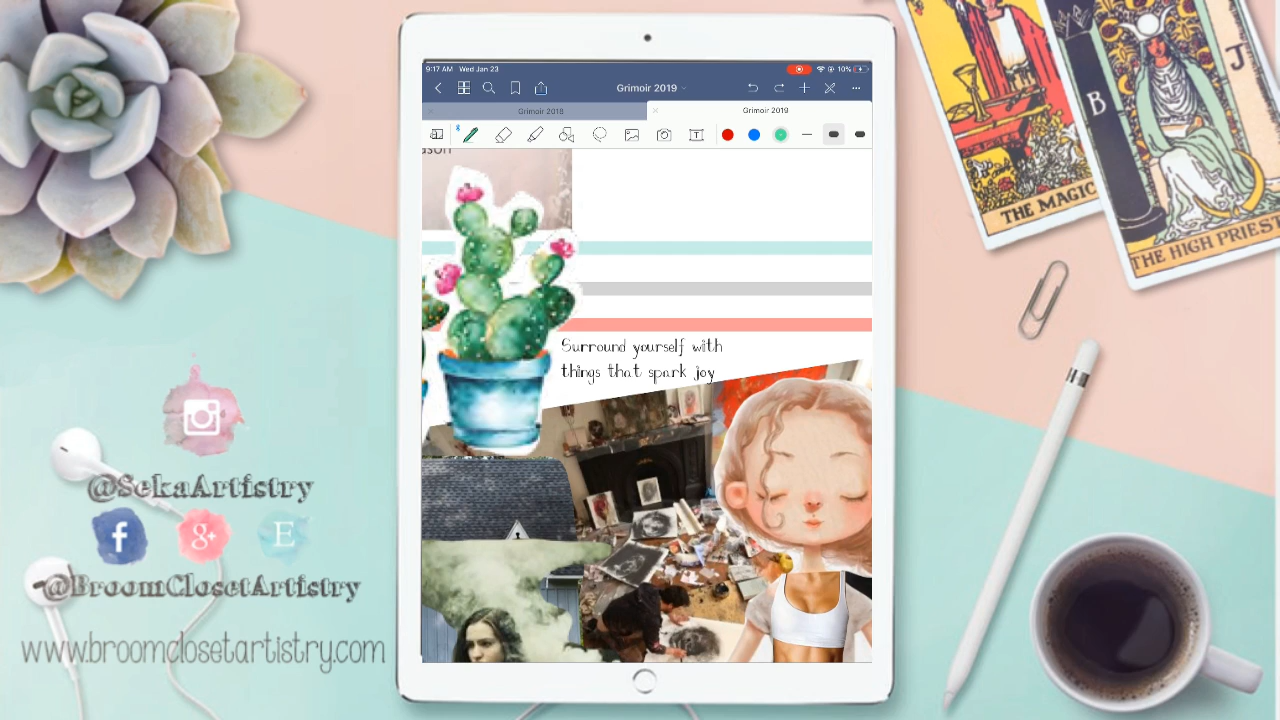 9:17 AM Wed Jan 23
10%
Grimoir 2019
Grimoir 2018
Grimoir 2019
ason
Surround yourself with
things that spark joy
@SekaArtistry
g+
E
@BroomClosetArtistry
www.broomclosetartistry.com
THE MAGIC
B
J
THE HIGH PRIEST